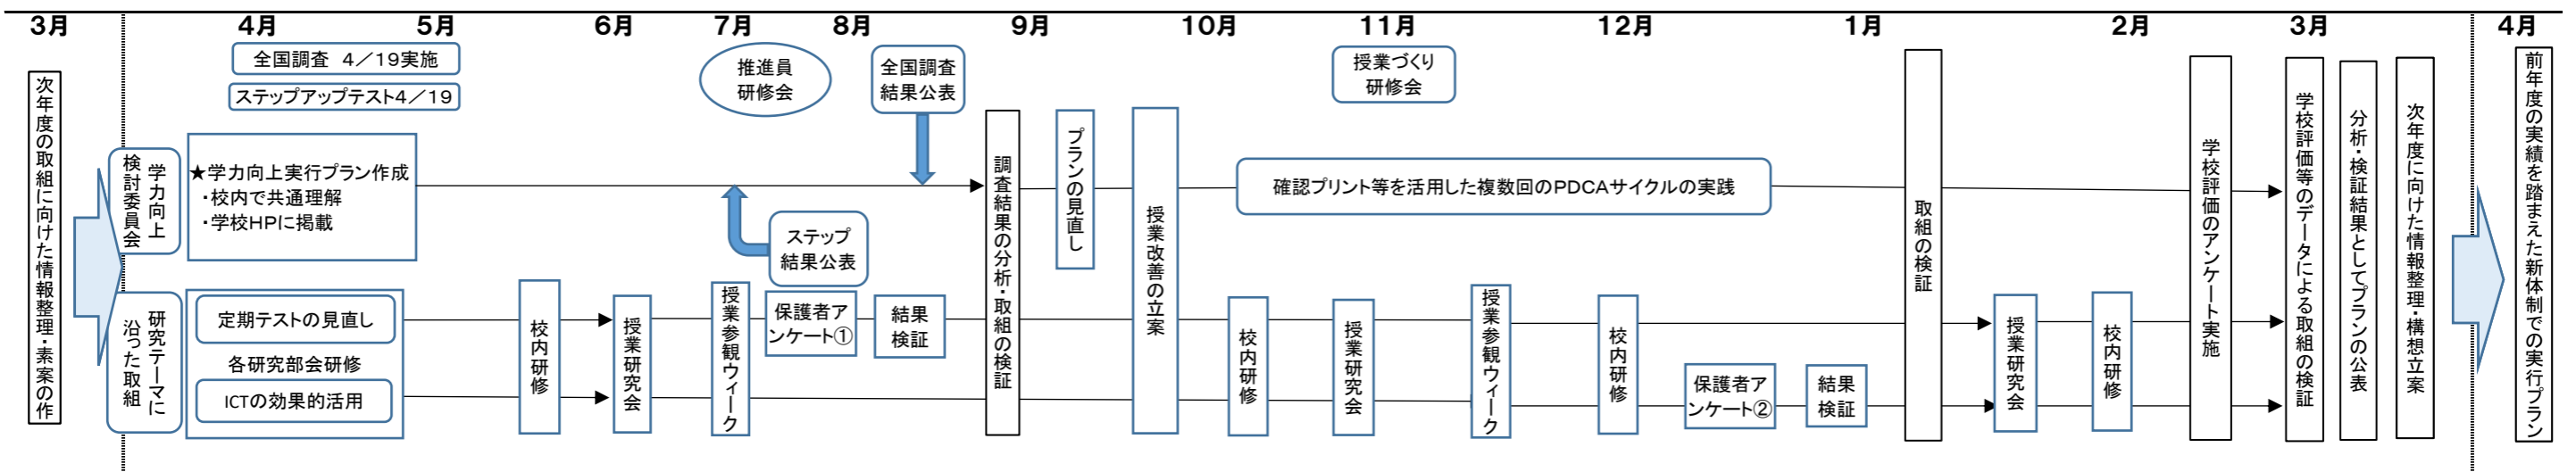 3月
4月
5月
6月
7月
8月
9月
10月
11月
12月
1月
2月
3月
4月
全国調査 4/19実施
ステップアップテスト4/19
推進員
研修会
全国調査
結果公表
授業づくり
研修会
次年度の取組に向けた情報整理・素案の作
学力向上
検討委員会
★学力向上実行プラン作成
・校内で共通理解
・学校HPに掲載
ステップ
結果公表
調査結果の分析・取組の検証
プランの見直し
授業改善の立案
確認プリント等を活用した複数回のPDCAサイクルの実践
取組の検証
学校評価のアンケート実施
学校評価等のデータによる取組の検証
分析・検証結果としてプランの公表
次年度に向けた情報整理・構想立案
前年度の実績を踏まえた新体制での実行プラン
研究テーマに
沿った取組
定期テストの見直し
各研究部会研修
ICTの効果的活用
校内研修
授業研究会
授業参観ウィーク
保護者ア
ンケート①
結果
検証
校内研修
授業研究会
授業参観ウィーク
校内研修
保護者ア
ンケート②
結果
検証
授業研究会
校内研修